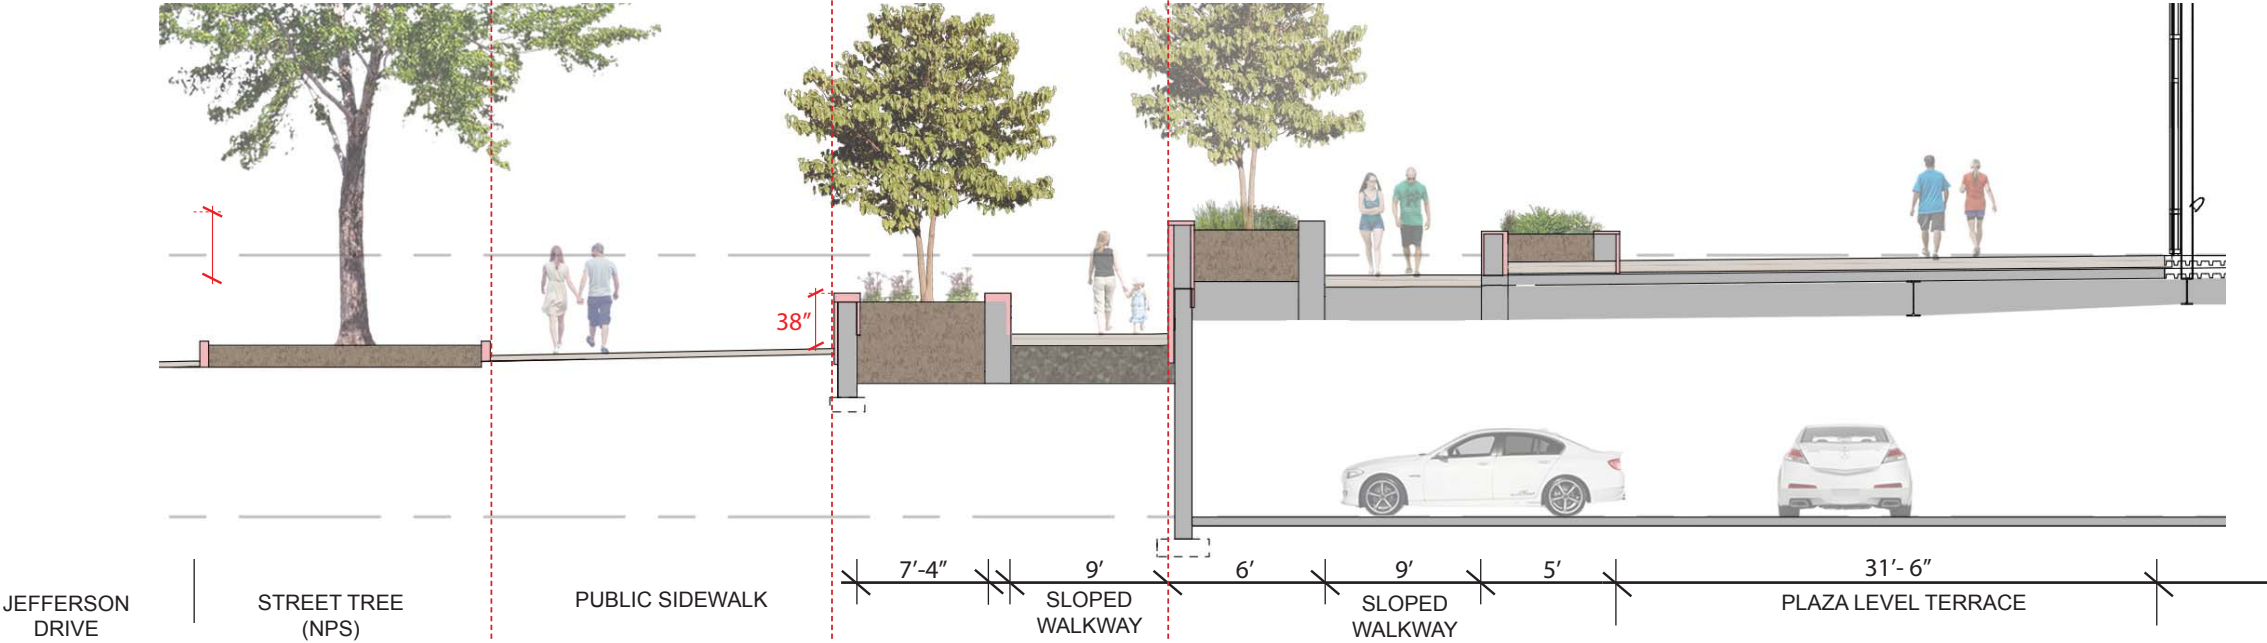 38”
7’-4”
9’
6’
9’
5’
31’- 6”
JEFFERSON
DRIVE
STREET TREE
(NPS)
PUBLIC SIDEWALK
SLOPED
WALKWAY
SLOPED
WALKWAY
PLAZA LEVEL TERRACE